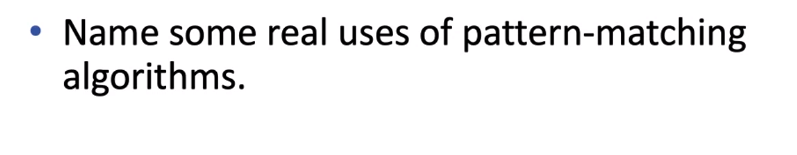 • Name some real uses of pattern-matching
algorithms.